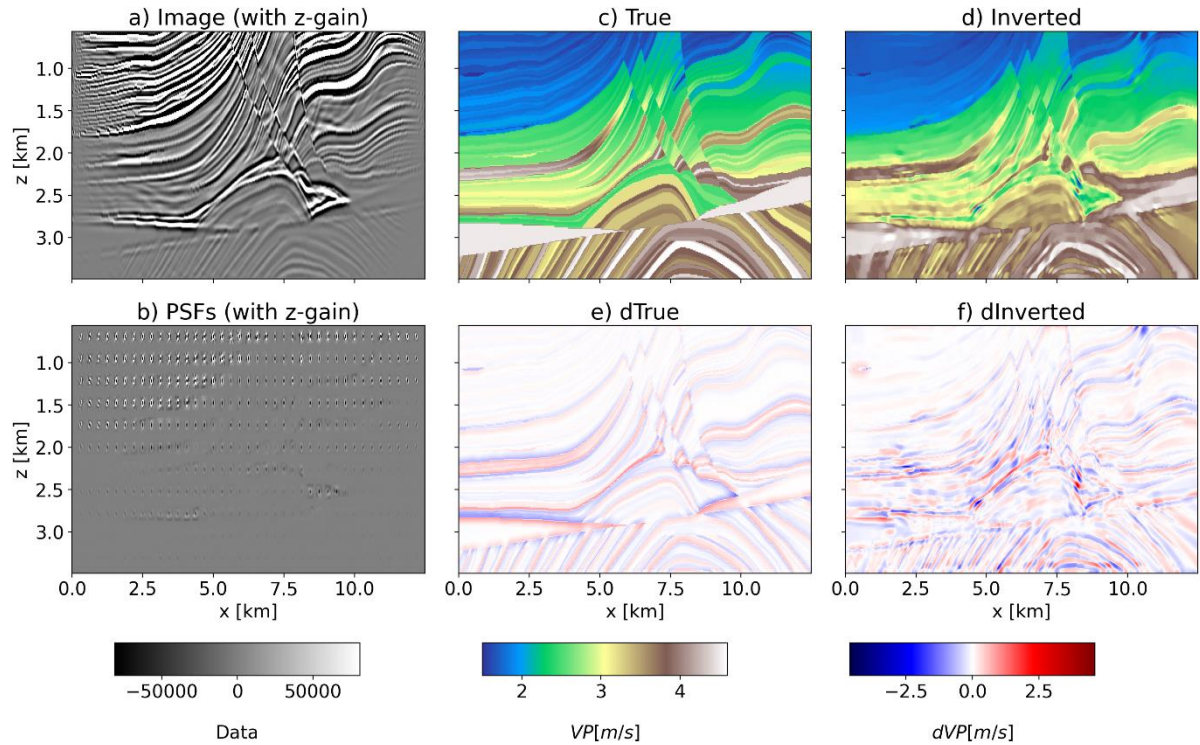 a) Image (with z-gain)
c) True
d) Inverted
z [km]
1.0
1.5
2.0
2.5
3.0
b) PSFs (with z-gain)
e) dTrue
f) dInverted
z [km]
1.0
1.5
2.0
2.5
3.0
0.0 2.5 5.0 7.5 10.0
0.0 2.5 5.0 7.5 10.0
0.0 2.5 5.0 7.5 10.0
x [km]
x [km]
x [km]
−50000 0 50000
2 3 4
−2.5 0.0 2.5
Data
VP[m/s]
dVP[m/s]